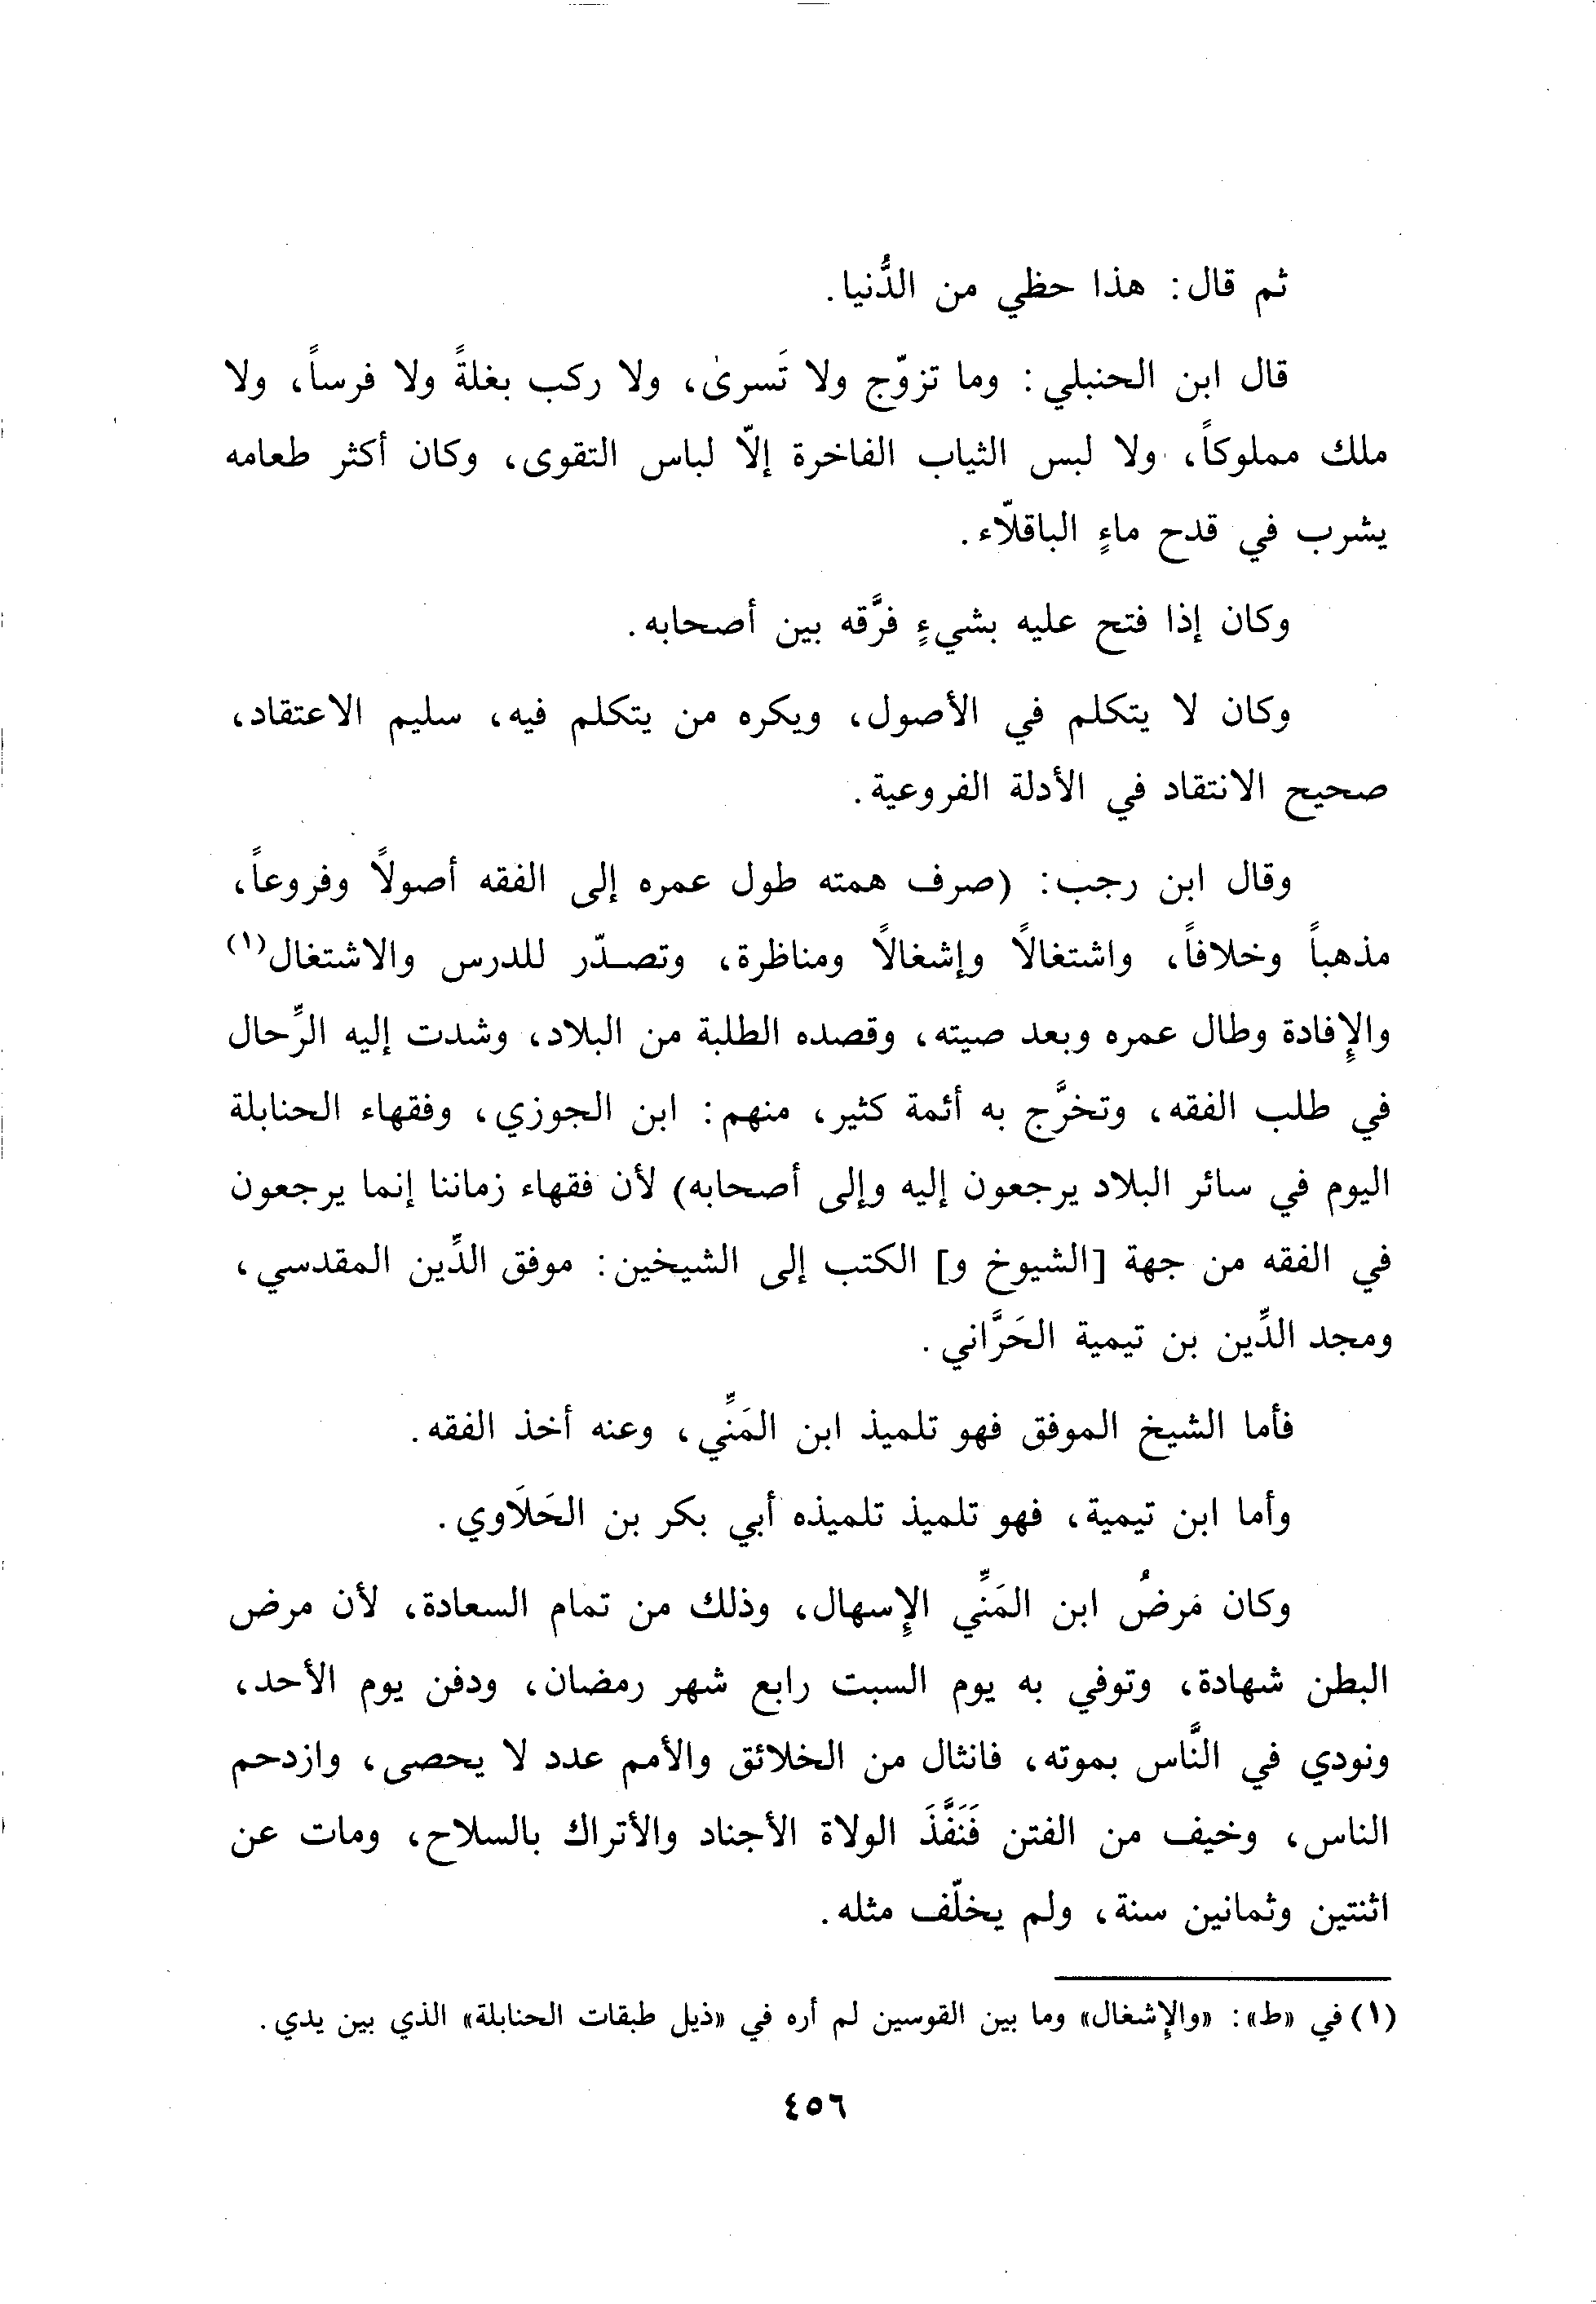 ثم قال: هذا حظي من الدُّنيا.
قال ابن الحنبلي: وما تزوّج ولا تَسرىٰ، ولا ركب بغلةً ولا فرساً، ولا
ملك مملوكاً، ولا لبس الثياب الفاخرة إلّا لباس التقوى، وكان أكثر طعامه
يشرب في قدح ماءٍ الباقلّاء.
وكان إذا فتح عليه بشيءٍ فرَّقه بين أصحابه.
وكان لا يتكلم في الأصول، ويكره من يتكلم فيه، سليم الاعتقاد،
صحيح الانتقاد في الأدلة الفروعية.
وقال ابن رجب: (صرف همته طول عمره إلى الفقه أصولًا وفروعاً،
مذهباً وخلافاً، واشتغالًا وإشغالًا ومناظرة، وتصدّر للدرس والاشتغال(١)
والإِفادة وطال عمره وبعد صيته، وقصده الطلبة من البلاد، وشدت إليه الرِّحال
في طلب الفقه، وتخرَّج به أئمة كثير، منهم: ابن الجوزي، وفقهاء الحنابلة
اليوم في سائر البلاد يرجعون إليه وإلى أصحابه) لأن فقهاء زماننا إنما يرجعون
في الفقه من جهة [الشيوخ و] الكتب إلى الشيخين: موفق الدِّين المقدسي،
ومجد الدِّين بن تيمية الحَرَّاني.
فأما الشيخ الموفق فهو تلميذ ابن المَنِّي، وعنه أخذ الفقه.
وأما ابن تيمية، فهو تلميذ تلميذه أبي بكر بن الحَلَاوي.
وكان مَرضُ ابن المَنِّي الإِسهال، وذلك من تمام السعادة، لأن مرض
البطن شهادة، وتوفي به يوم السبت رابع شهر رمضان، ودفن يوم الأحد،
ونودي في النَّاس بموته، فانثال من الخلائق والأمم عدد لا يحصى، وازدحم
الناس، وخيف من الفتن فَنَفَّذَ الولاة الأجناد والأتراك بالسلاح، ومات عن
اثنتين وثمانين سنة، ولم يخلّف مثله.
(١) في «ط»: «والإِشغال» وما بين القوسين لم أره في «ذيل طبقات الحنابلة» الذي بين يدي.
٤٥٦